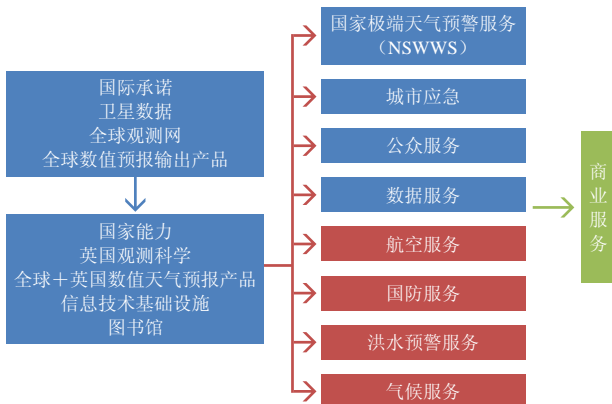 国际承诺
卫星数据
全球观测网
全球数值预报输出产品
国家能力
英国观测科学
全球＋英国数值天气预报产品
信息技术基础设施
图书馆
国家极端天气预警服务
（NSWWS）
城市应急
公众服务
数据服务
航空服务
国防服务
洪水预警服务
气候服务
商业服务